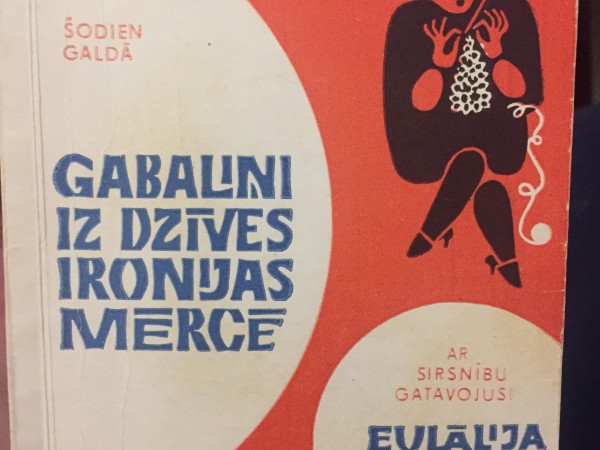 ŠODIEN
GALDĀ
GABALIŅI
IZ DZĪVES
IRONIJAS
MĒRCĒ
AR
SIRSNĪBU
GATAVOJUSI
EULĀLIJA